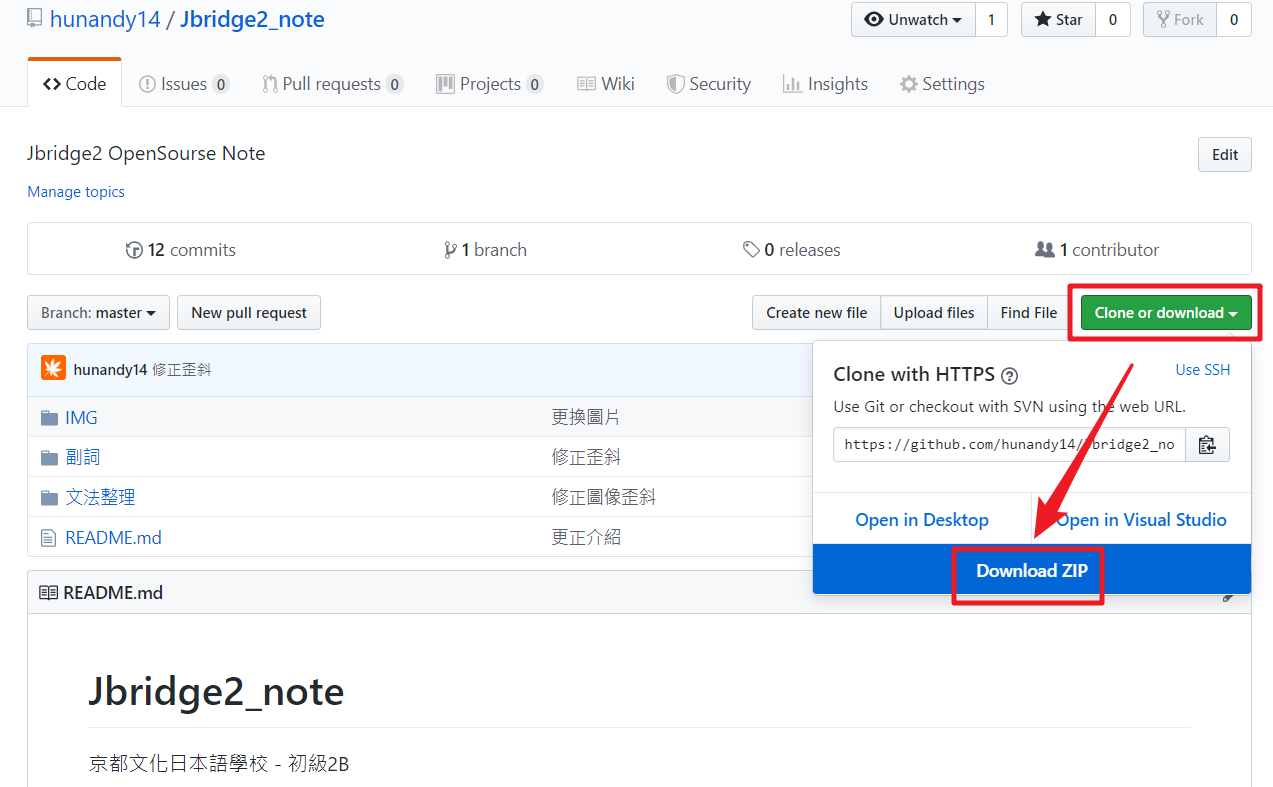 hunandy14 / Jbridge2_note
Unwatch 1 Star 0 Fork 0
Code Issues 0 Pull requests 0 Projects 0 Wiki Security Insights Settings
Jbridge2 OpenSourse Note
Edit
Manage topics
12 commits 1 branch 0 releases 1 contributor
Branch: master New pull request Create new file Upload files Find File Clone or download
hunandy14 修正歪斜
IMG 更換圖片
副詞 修正歪斜
文法整理 修正圖像歪斜
README.md 更正介紹
Clone with HTTPS ?
Use SSH
Use Git or checkout with SVN using the web URL.
https://github.com/hunandy14/Jbridge2_no
Open in Desktop Open in Visual Studio
Download ZIP
README.md
Jbridge2_note
京都文化日本語學校 - 初級2B